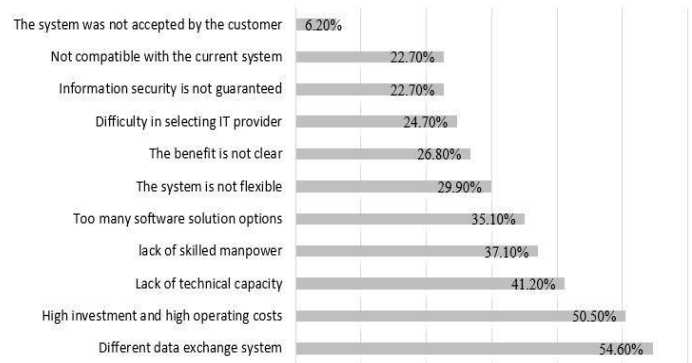 The system was not accepted by the customer 6.20%
Not compatible with the current system 22.70%
Information security is not guaranteed 22.70%
Difficulty in selecting IT provider 24.70%
The benefit is not clear 26.80%
The system is not flexible 29.90%
Too many software solution options 35.10%
lack of skilled manpower 37.10%
Lack of technical capacity 41.20%
High investment and high operating costs 50.50%
Different data exchange system 54.60%